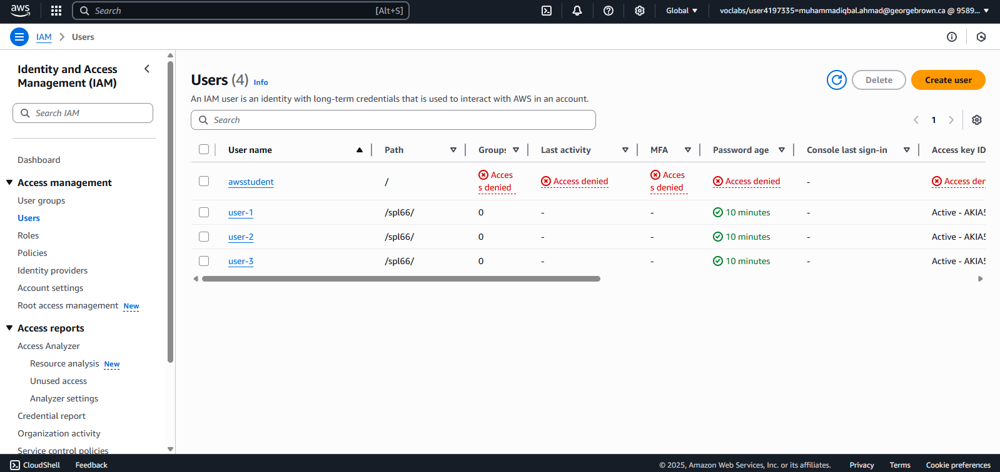 aws
Search [Alt+S]
Global
voclabs/user4197335=muhammadiqbal.ahmad@georgebrown.ca @ 9589...
IAM > Users
Identity and Access Management (IAM)
Search IAM
Dashboard
Access management
User groups
Users
Roles
Policies
Identity providers
Account settings
Root access management New
Access reports
Access Analyzer
Resource analysis New
Unused access
Analyzer settings
Credential report
Organization activity
Service control policies
Users (4) Info
Delete
Create user
An IAM user is an identity with long-term credentials that is used to interact with AWS in an account.
Search
1
User name Path Groups Last activity MFA Password age Console last sign-in Access key ID
awsstudent / Access denied Access denied Access denied Access denied - Access den
user-1 /spl66/ 0 - - 10 minutes - Active - AKIA5
user-2 /spl66/ 0 - - 10 minutes - Active - AKIA5
user-3 /spl66/ 0 - - 10 minutes - Active - AKIA5
CloudShell Feedback © 2025, Amazon Web Services, Inc. or its affiliates. Privacy Terms Cookie preferences